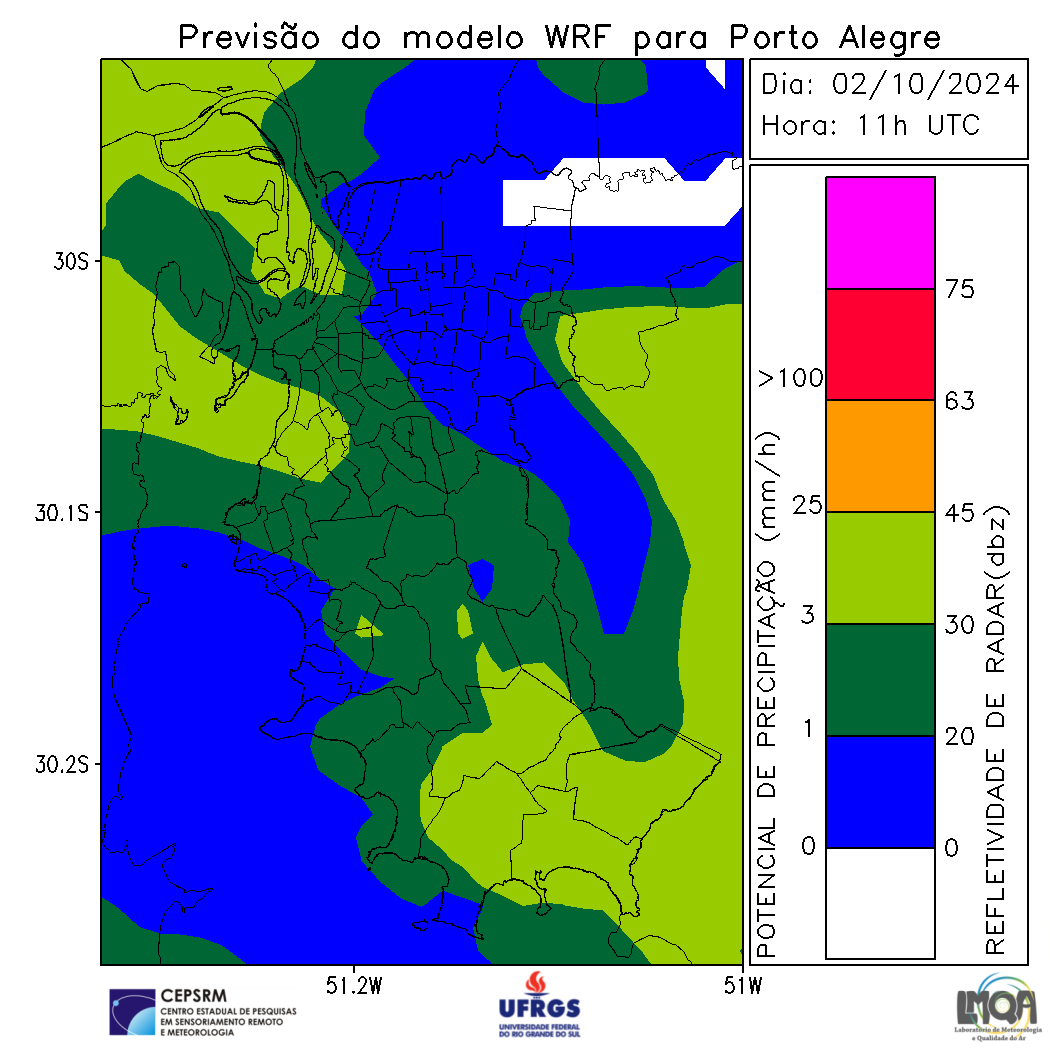 Previsão do modelo WRF para Porto Alegre
Dia: 02/10/2024
Hora: 11h UTC
30S
30.1S
30.2S
51.2W
51W
POTENCIAL DE PRECIPITAÇÃO (mm/h)
>100
25
3
1
0
75
63
45
30
20
0
REFLETIVIDADE DE RADAR(dbz)
CEPSRM
CENTRO ESTADUAL DE PESQUISAS
EM SENSORIAMENTO REMOTO
E METEOROLOGIA
UFRGS
UNIVERSIDADE FEDERAL
DO RIO GRANDE DO SUL
LMQA
Laboratório de Meteorologia
e Qualidade do Ar